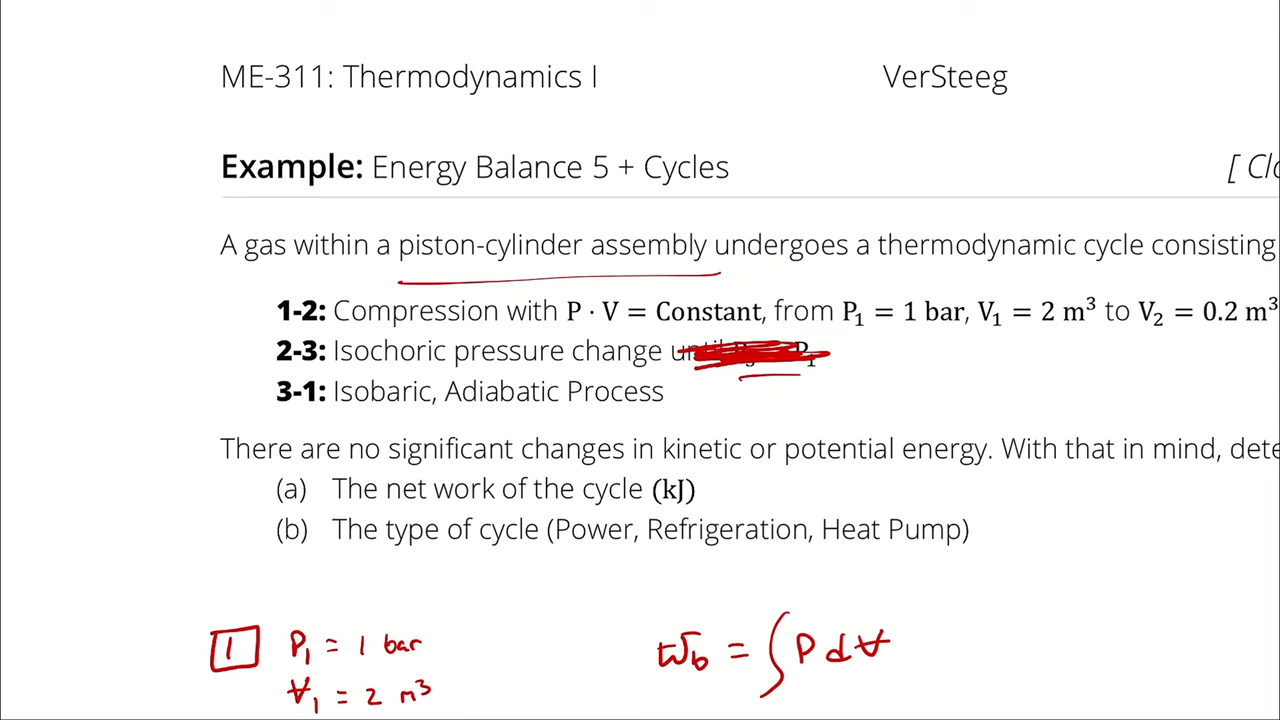 ME-311: Thermodynamics I VerSteeg
Example: Energy Balance 5 + Cycles [ Clo
A gas within a piston-cylinder assembly undergoes a thermodynamic cycle consisting
1-2: Compression with P · V = Constant, from P₁ = 1 bar, V₁ = 2 m³ to V₂ = 0.2 m³
2-3: Isochoric pressure change
3-1: Isobaric, Adiabatic Process
There are no significant changes in kinetic or potential energy. With that in mind, dete
(a) The net work of the cycle (kJ)
(b) The type of cycle (Power, Refrigeration, Heat Pump)
1 P₁ = 1 bar W_b = ∫ P dV
V₁ = 2 m³